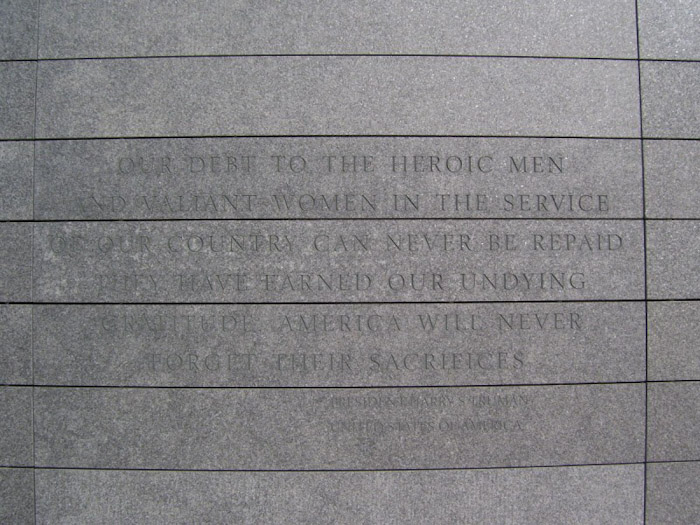 OUR DEBT TO THE HEROIC MEN
AND VALIANT WOMEN IN THE SERVICE
OF OUR COUNTRY CAN NEVER BE REPAID
THEY HAVE EARNED OUR UNDYING
GRATITUDE AMERICA WILL NEVER
FORGET THEIR SACRIFICES
PRESIDENT HARRY S TRUMAN
UNITED STATES OF AMERICA